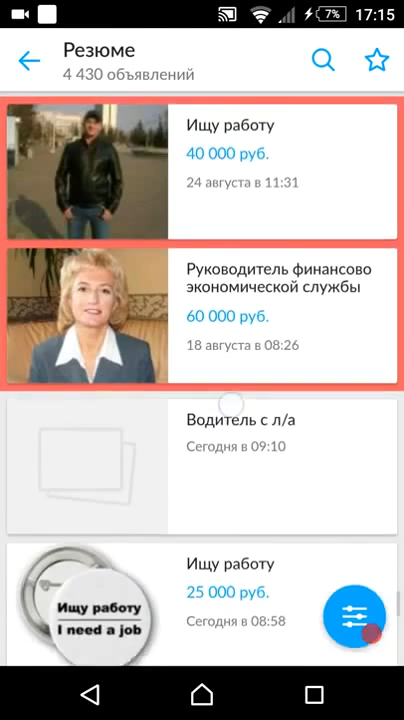 7% 17:15
Резюме
4 430 объявлений
Ищу работу
40 000 руб.
24 августа в 11:31
Руководитель финансово
экономической службы
60 000 руб.
18 августа в 08:26
Водитель с л/а
Сегодня в 09:10
Ищу работу
25 000 руб.
Сегодня в 08:58
Ищу работу
I need a job